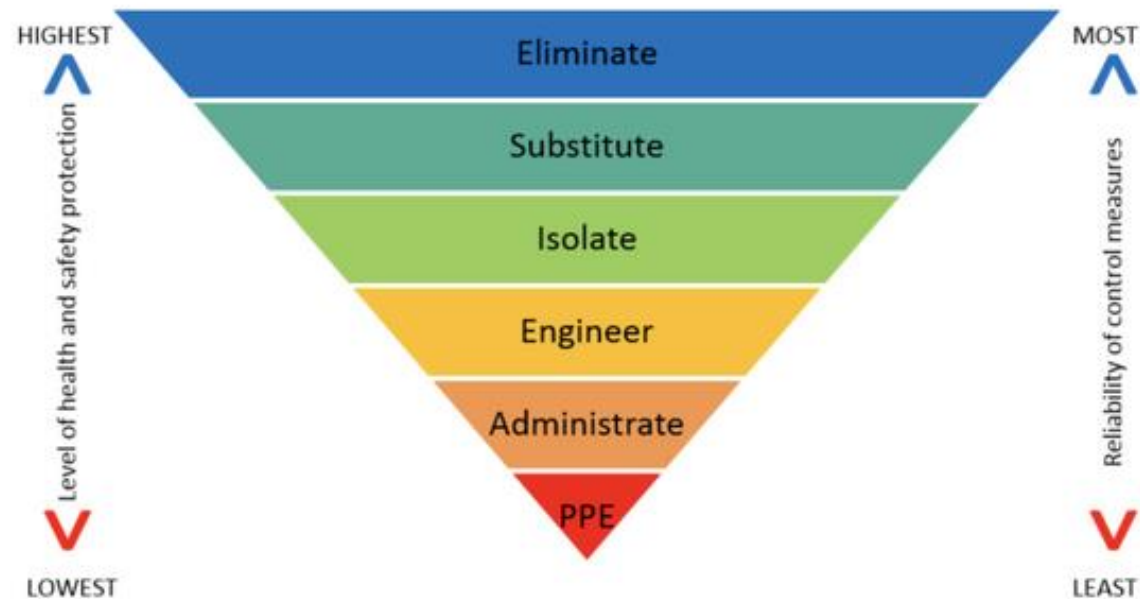 HIGHEST
MOST
Eliminate
Substitute
Isolate
Engineer
Administrate
PPE
Level of health and safety protection
Reliability of control measures
LOWEST
LEAST